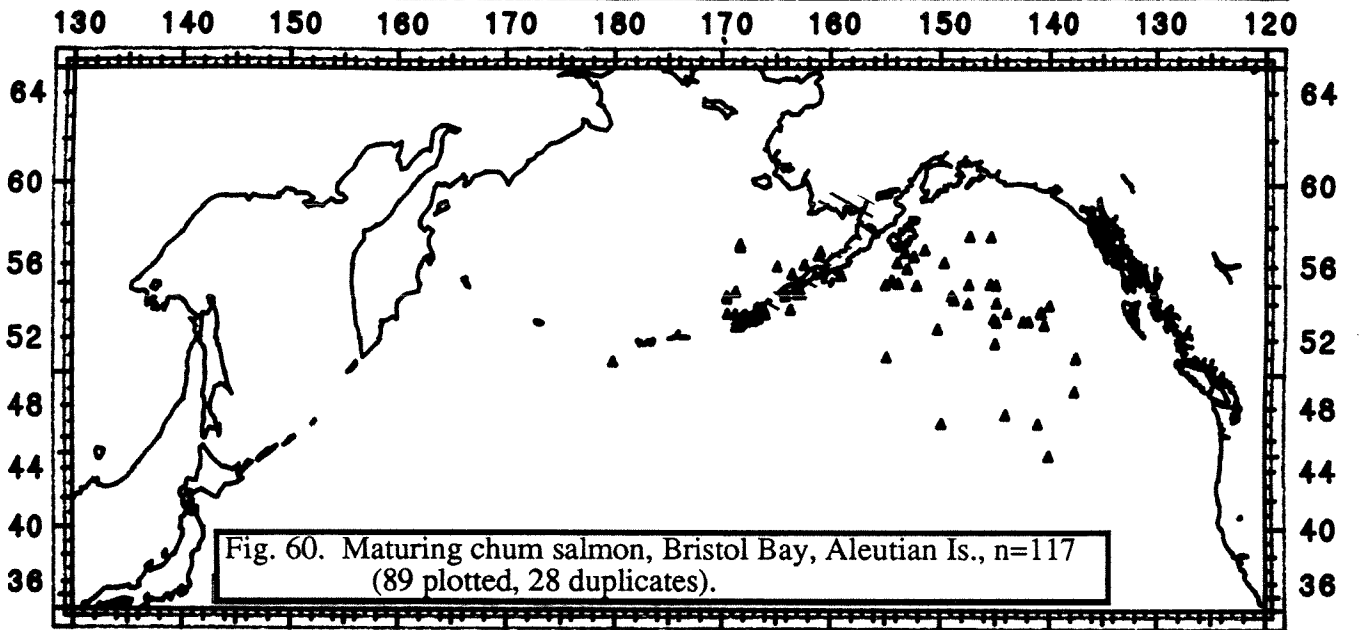 130 140 150 160 170 180 170 160 150 140 130 120
64 64
60 60
56 56
52 52
48 48
44 44
40 40
36 36
Fig. 60. Maturing chum salmon, Bristol Bay, Aleutian Is., n=117
(89 plotted, 28 duplicates).